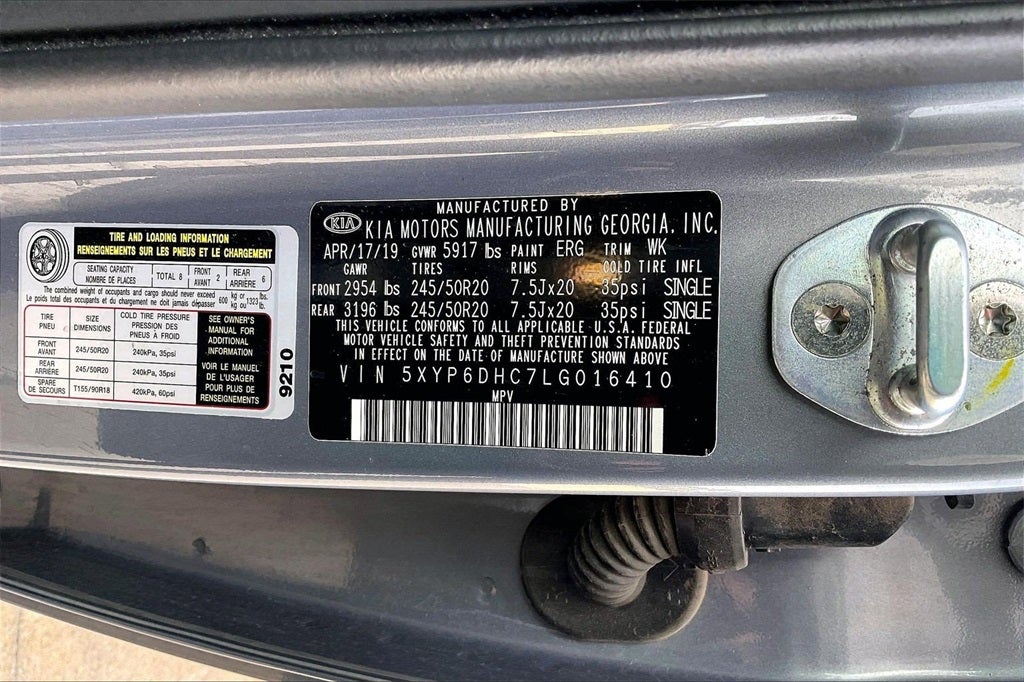 TIRE AND LOADING INFORMATION
RENSEIGNEMENTS SUR LES PNEUS ET LE CHARGEMENT
SEATING CAPACITY
NOMBRE DE PLACES
TOTAL 8
FRONT
AVANT 2
REAR
ARRIÈRE 6
The combined weight of occupants and cargo should never exceed 600 kg or 1323 lbs.
Le poids total des occupants et du chargement ne doit jamais dépasser 600 kg ou 1323 lb.
TIRE
PNEU
SIZE
DIMENSIONS
COLD TIRE PRESSURE
PRESSION DES
PNEUS À FROID
FRONT
AVANT
245/50R20
240kPa, 35psi
REAR
ARRIÈRE
245/50R20
240kPa, 35psi
SPARE
DE SECOURS
T155/90R18
420kPa, 60psi
SEE OWNER'S
MANUAL FOR
ADDITIONAL
INFORMATION
VOIR LE MANUEL
DE L'USAGER
POUR PLUS DE
RENSEIGNEMENTS
9210
KIA
MANUFACTURED BY
KIA MOTORS MANUFACTURING GEORGIA, INC.
APR/17/19 GVWR 5917 lbs PAINT ERG TRIM WK
GAWR TIRES RIMS COLD TIRE INFL
FRONT 2954 lbs 245/50R20 7.5Jx20 35psi SINGLE
REAR 3196 lbs 245/50R20 7.5Jx20 35psi SINGLE
THIS VEHICLE CONFORMS TO ALL APPLICABLE U.S.A. FEDERAL
MOTOR VEHICLE SAFETY AND THEFT PREVENTION STANDARDS
IN EFFECT ON THE DATE OF MANUFACTURE SHOWN ABOVE
VIN 5XYP6DHC7LG016410
MPV